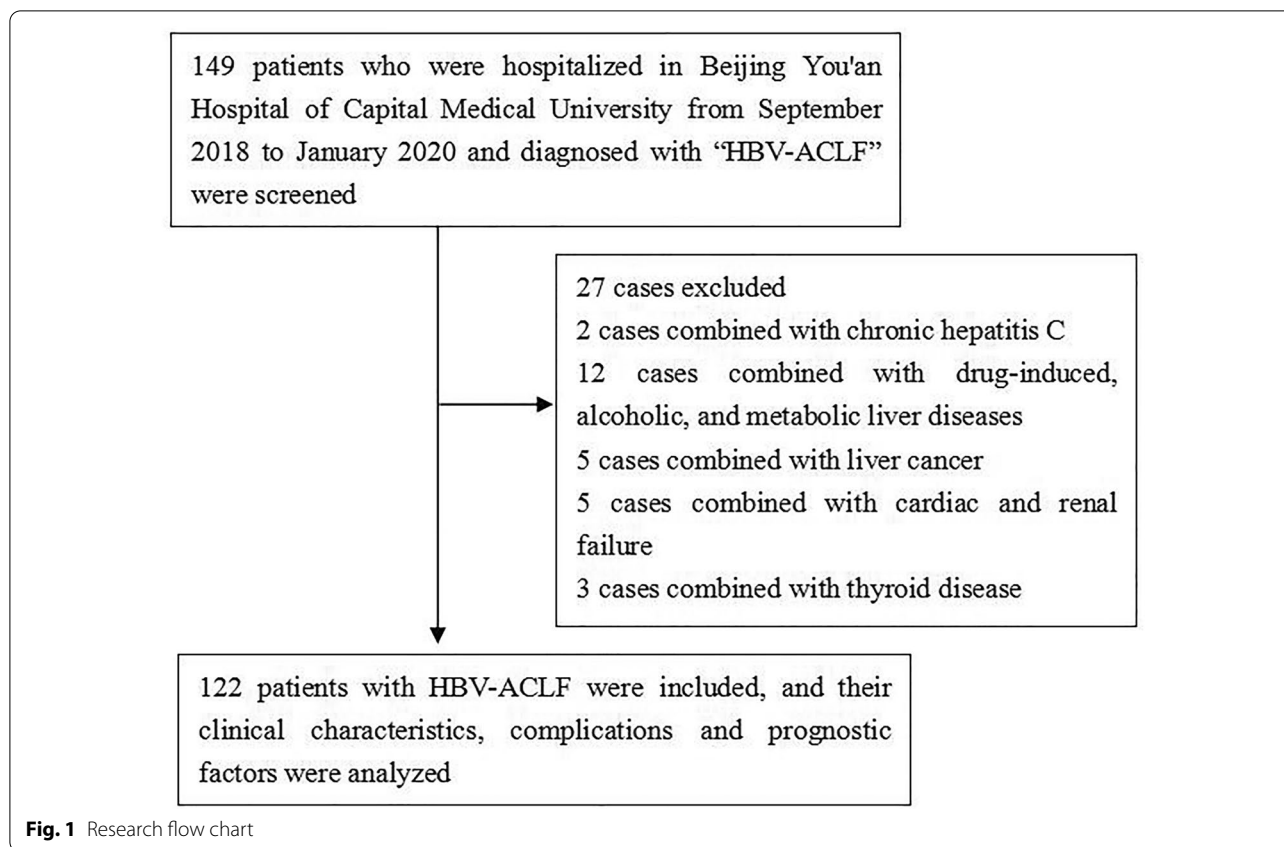 149 patients who were hospitalized in Beijing You'an
Hospital of Capital Medical University from September
2018 to January 2020 and diagnosed with “HBV-ACLF”
were screened
27 cases excluded
2 cases combined with chronic hepatitis C
12 cases combined with drug-induced,
alcoholic, and metabolic liver diseases
5 cases combined with liver cancer
5 cases combined with cardiac and renal
failure
3 cases combined with thyroid disease
122 patients with HBV-ACLF were included, and their
clinical characteristics, complications and prognostic
factors were analyzed
Fig. 1 Research flow chart